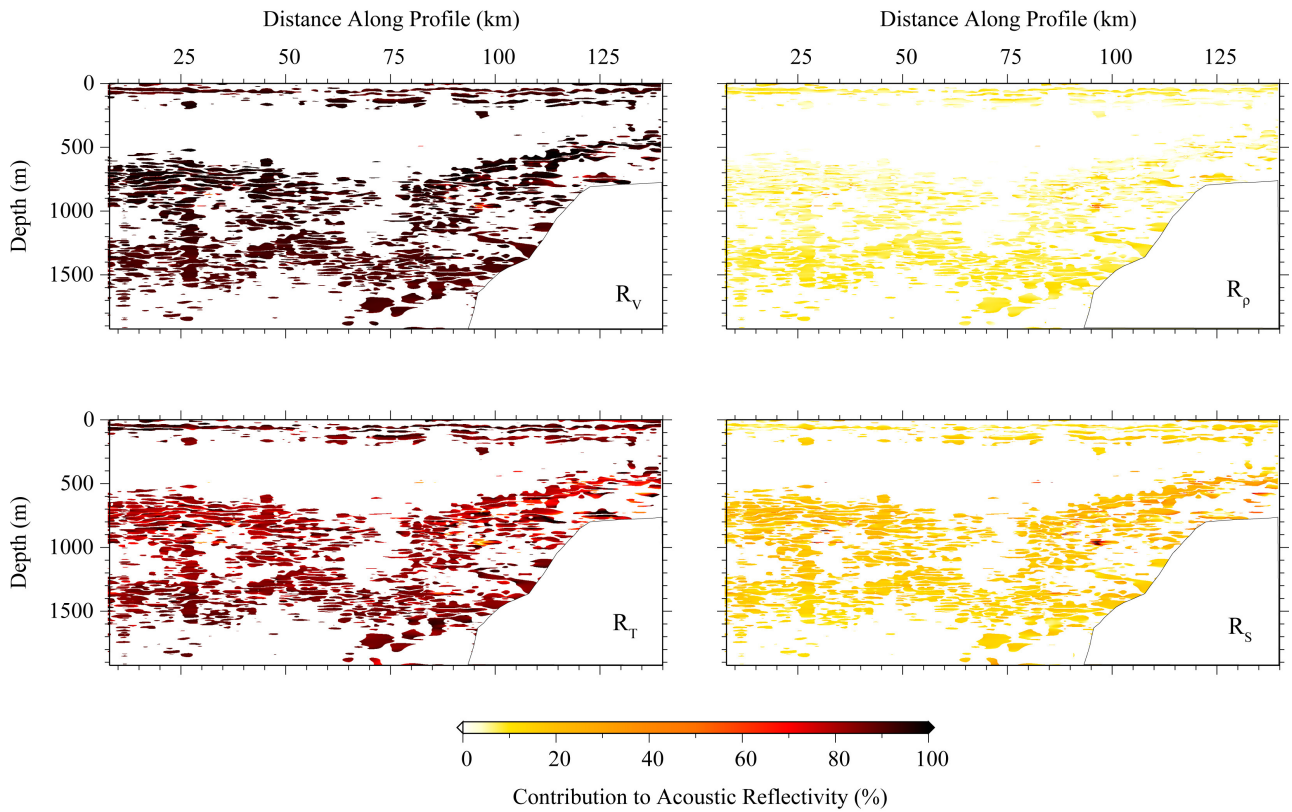 Distance Along Profile (km) Distance Along Profile (km)
25 50 75 100 125 25 50 75 100 125
0
500
1000
1500
Depth (m)
R_V R_ρ
0
500
1000
1500
Depth (m)
R_T R_S
0 20 40 60 80 100
Contribution to Acoustic Reflectivity (%)